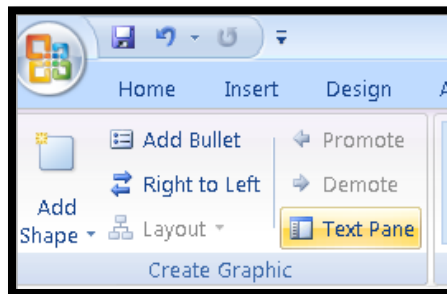 Home Insert Design
Add Bullet Promote
Right to Left Demote
Add
Shape Layout Text Pane
Create Graphic